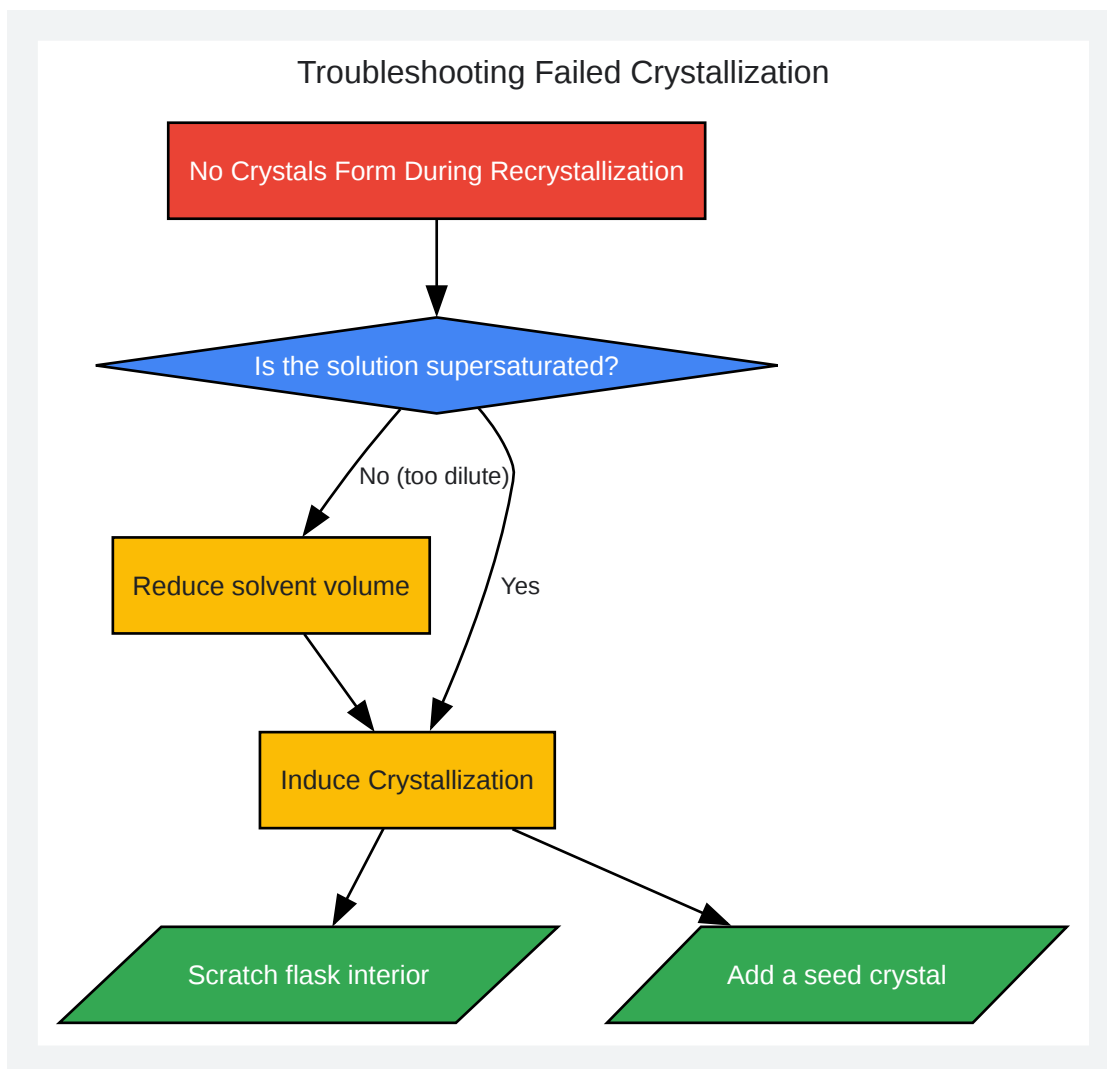 Troubleshooting Failed Crystallization
No Crystals Form During Recrystallization
Is the solution supersaturated?
No (too dilute)
Reduce solvent volume
Yes
Induce Crystallization
Scratch flask interior
Add a seed crystal